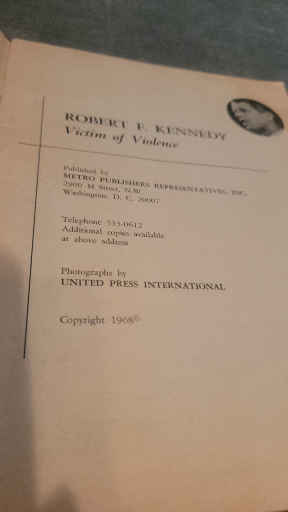 ROBERT F. KENNEDY
Victim of Violence
Published by
METRO PUBLISHERS REPRESENTATIVES, INC.
2900 M Street, N.W.
Washington, D. C. 20007
Telephone 333-0612
Additional copies available
at above address
Photographs by
UNITED PRESS INTERNATIONAL
Copyright 1968©